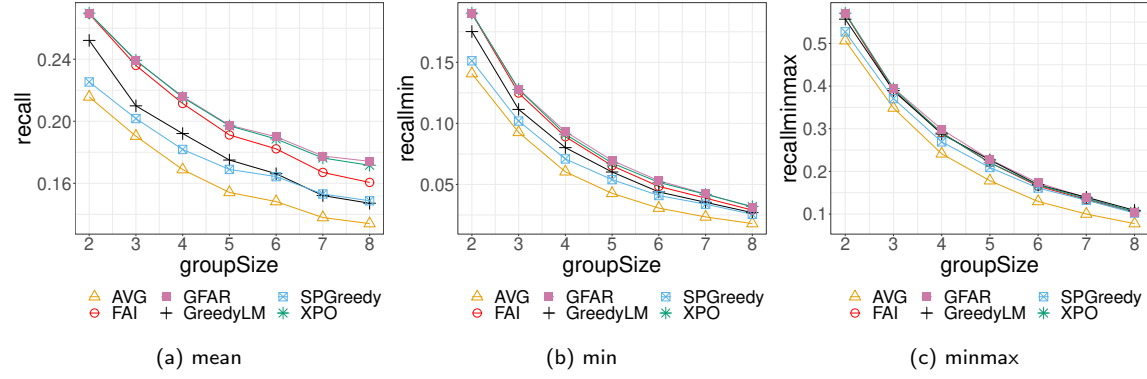 recall
0.24
0.20
0.16
2 3 4 5 6 7 8
groupSize
AVG GFAR SPGreedy
FAI GreedyLM XPO
(a) mean
recallmin
0.15
0.10
0.05
2 3 4 5 6 7 8
groupSize
AVG GFAR SPGreedy
FAI GreedyLM XPO
(b) min
recallminmax
0.5
0.4
0.3
0.2
0.1
2 3 4 5 6 7 8
groupSize
AVG GFAR SPGreedy
FAI GreedyLM XPO
(c) minmax